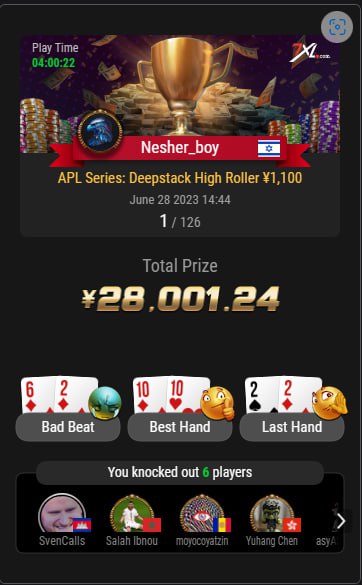 Play Time
04:00:22
7XL.com.
Nesher_boy
APL Series: Deepstack High Roller ¥1,100
June 28 2023 14:44
1 / 126
Total Prize
¥28,001.24
6 2 10 10 2 2
Bad Beat Best Hand Last Hand
You knocked out 6 players
SvenCalls Salah Ibnou moyocoyatzin Yuhang Chen asyA